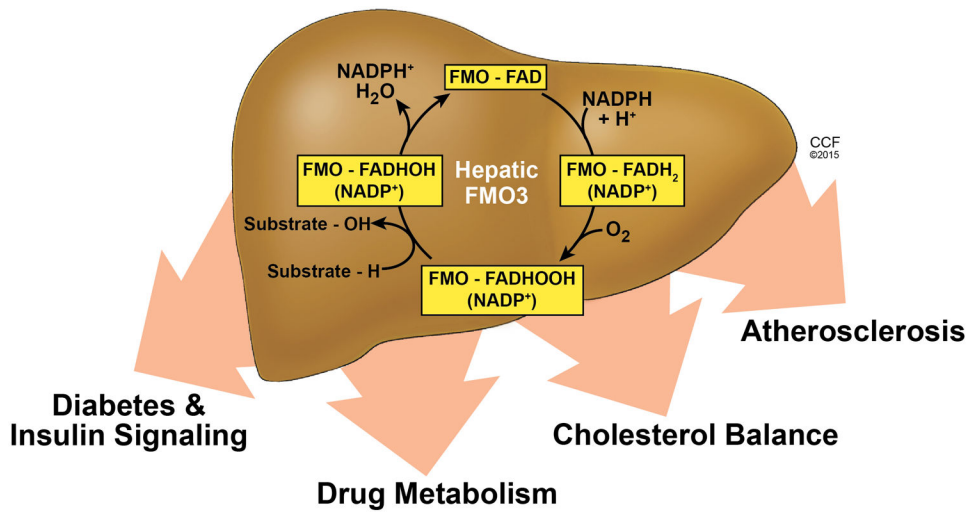 NADPH⁺
H₂O
FMO - FAD
NADPH
+ H⁺
CCF
©2015
FMO - FADHOH
(NADP⁺)
Hepatic
FMO3
FMO - FADH₂
(NADP⁺)
Substrate - OH
O₂
Substrate - H
FMO - FADHOOH
(NADP⁺)
Atherosclerosis
Diabetes &
Insulin Signaling
Cholesterol Balance
Drug Metabolism